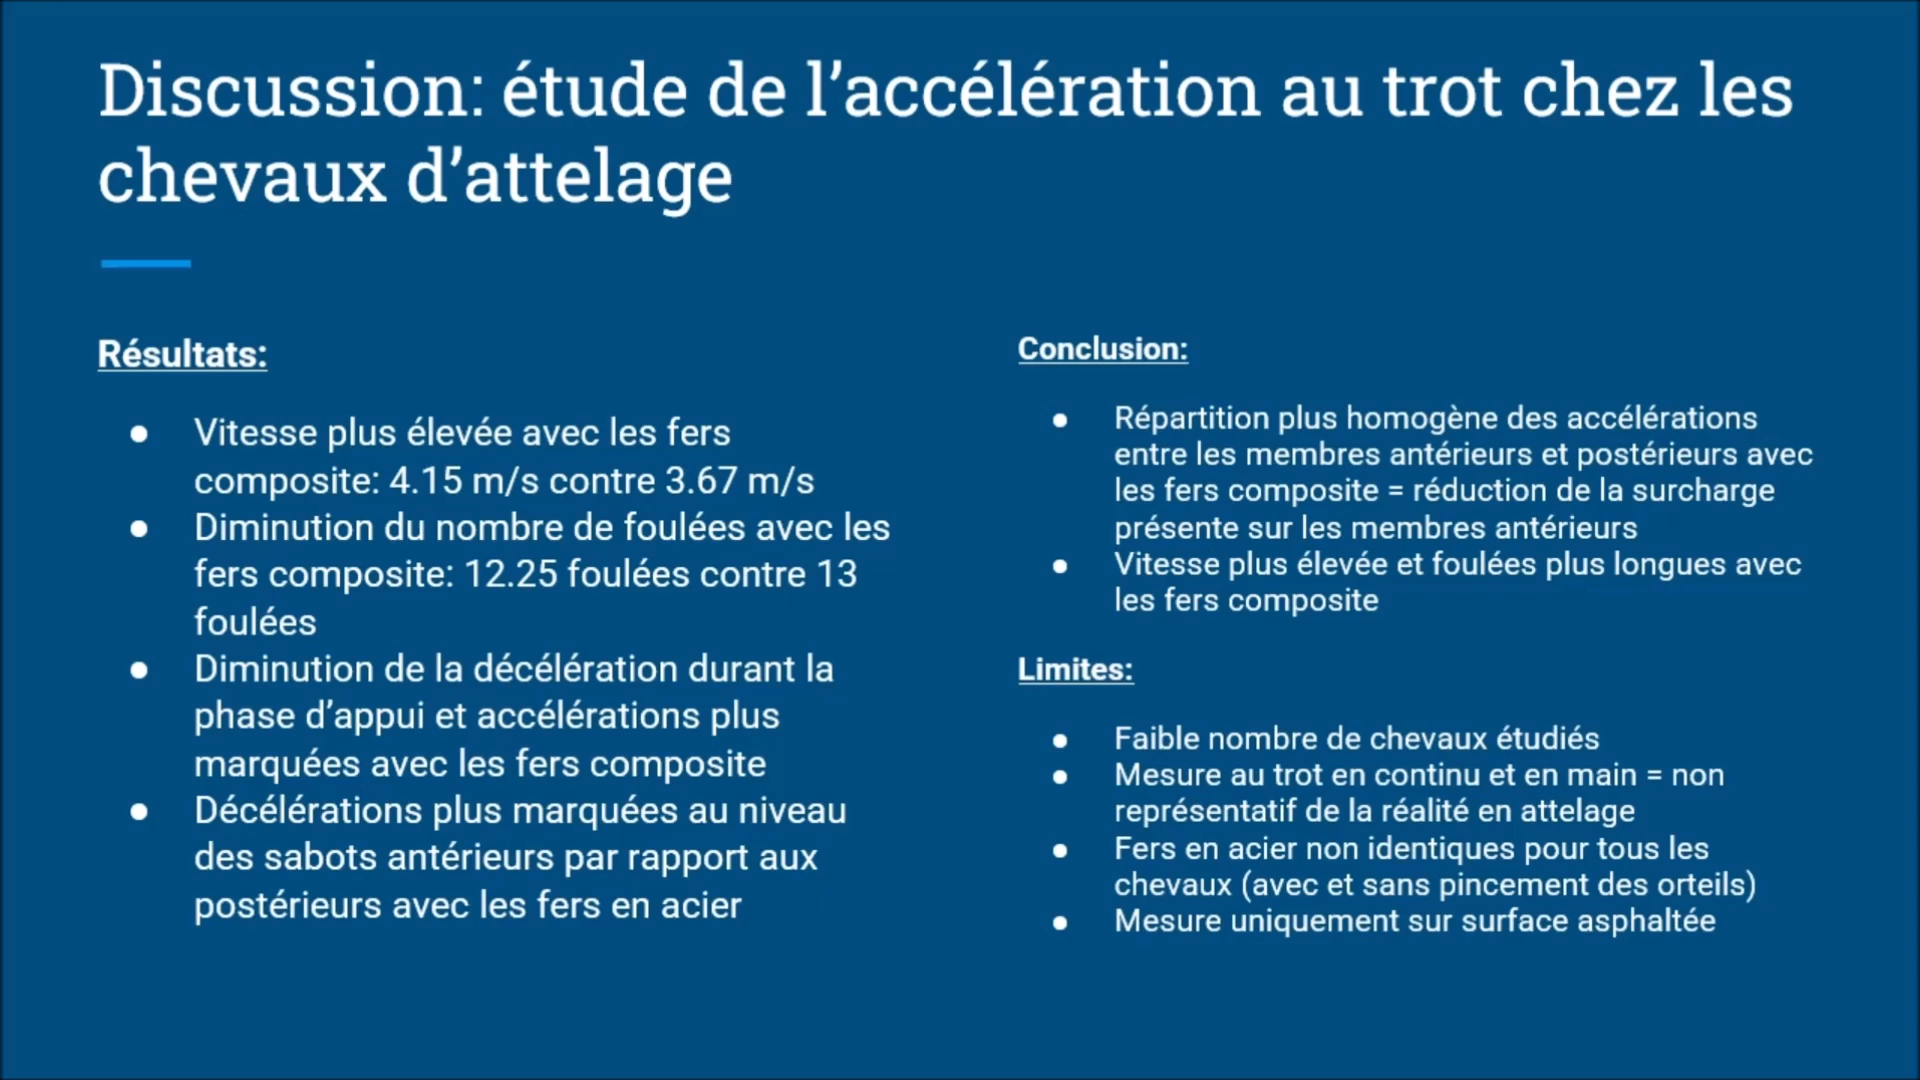 Discussion: étude de l’accélération au trot chez les
chevaux d’attelage
Résultats:
● Vitesse plus élevée avec les fers
composite: 4.15 m/s contre 3.67 m/s
● Diminution du nombre de foulées avec les
fers composite: 12.25 foulées contre 13
foulées
● Diminution de la décélération durant la
phase d’appui et accélérations plus
marquées avec les fers composite
● Décélérations plus marquées au niveau
des sabots antérieurs par rapport aux
postérieurs avec les fers en acier
Conclusion:
● Répartition plus homogène des accélérations
entre les membres antérieurs et postérieurs avec
les fers composite = réduction de la surcharge
présente sur les membres antérieurs
● Vitesse plus élevée et foulées plus longues avec
les fers composite
Limites:
● Faible nombre de chevaux étudiés
● Mesure au trot en continu et en main = non
représentatif de la réalité en attelage
● Fers en acier non identiques pour tous les
chevaux (avec et sans pincement des orteils)
● Mesure uniquement sur surface asphaltée